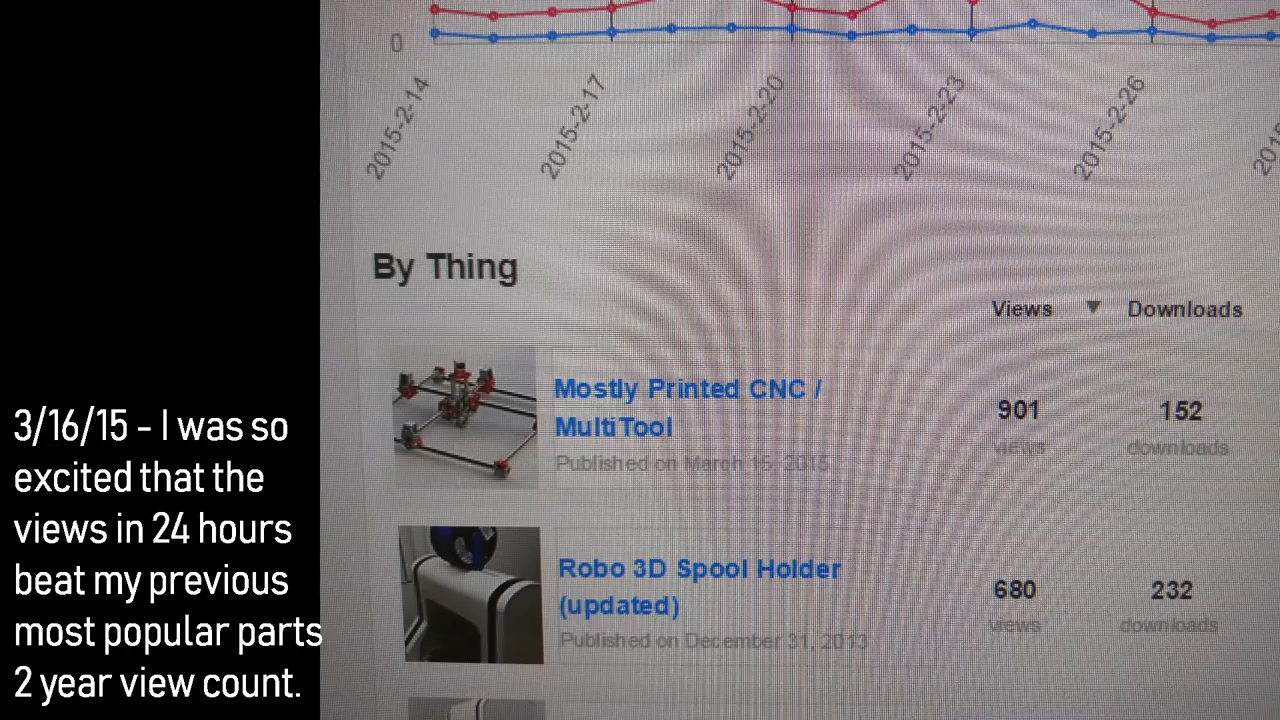 0
2015-2-14
2015-2-17
2015-2-20
2015-2-23
2015-2-26
By Thing
Views ▼ Downloads
Mostly Printed CNC /
MultiTool
Published on March 15, 2015
901
views
152
downloads
Robo 3D Spool Holder
(updated)
Published on December 31, 2013
680
views
232
downloads
3/16/15 - I was so
excited that the
views in 24 hours
beat my previous
most popular parts
2 year view count.